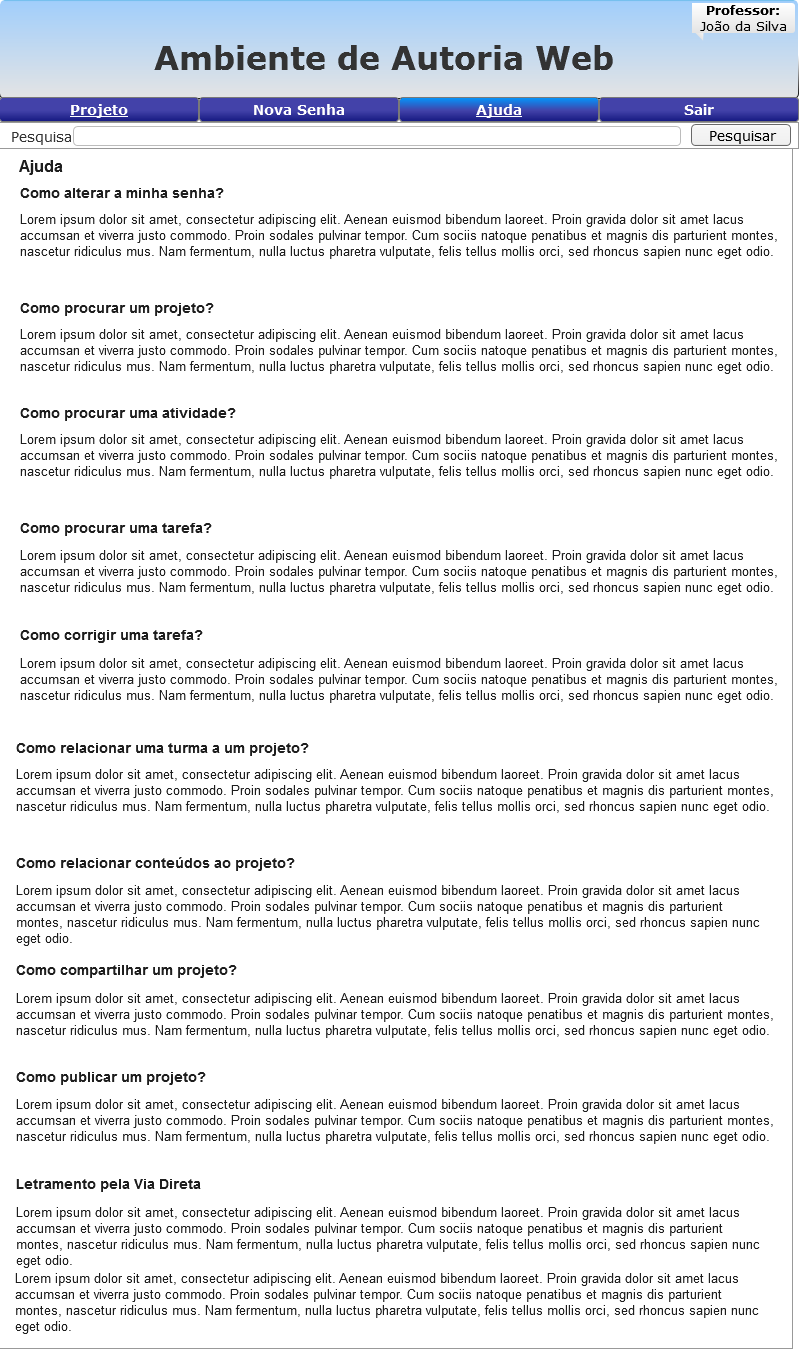 Professor:
João da Silva
Ambiente de Autoria Web
Projeto Nova Senha Ajuda Sair
Pesquisa Pesquisar
Ajuda
Como alterar a minha senha?
Lorem ipsum dolor sit amet, consectetur adipiscing elit. Aenean euismod bibendum laoreet. Proin gravida dolor sit amet lacus
accumsan et viverra justo commodo. Proin sodales pulvinar tempor. Cum sociis natoque penatibus et magnis dis parturient montes,
nascetur ridiculus mus. Nam fermentum, nulla luctus pharetra vulputate, felis tellus mollis orci, sed rhoncus sapien nunc eget odio.
Como procurar um projeto?
Lorem ipsum dolor sit amet, consectetur adipiscing elit. Aenean euismod bibendum laoreet. Proin gravida dolor sit amet lacus
accumsan et viverra justo commodo. Proin sodales pulvinar tempor. Cum sociis natoque penatibus et magnis dis parturient montes,
nascetur ridiculus mus. Nam fermentum, nulla luctus pharetra vulputate, felis tellus mollis orci, sed rhoncus sapien nunc eget odio.
Como procurar uma atividade?
Lorem ipsum dolor sit amet, consectetur adipiscing elit. Aenean euismod bibendum laoreet. Proin gravida dolor sit amet lacus
accumsan et viverra justo commodo. Proin sodales pulvinar tempor. Cum sociis natoque penatibus et magnis dis parturient montes,
nascetur ridiculus mus. Nam fermentum, nulla luctus pharetra vulputate, felis tellus mollis orci, sed rhoncus sapien nunc eget odio.
Como procurar uma tarefa?
Lorem ipsum dolor sit amet, consectetur adipiscing elit. Aenean euismod bibendum laoreet. Proin gravida dolor sit amet lacus
accumsan et viverra justo commodo. Proin sodales pulvinar tempor. Cum sociis natoque penatibus et magnis dis parturient montes,
nascetur ridiculus mus. Nam fermentum, nulla luctus pharetra vulputate, felis tellus mollis orci, sed rhoncus sapien nunc eget odio.
Como corrigir uma tarefa?
Lorem ipsum dolor sit amet, consectetur adipiscing elit. Aenean euismod bibendum laoreet. Proin gravida dolor sit amet lacus
accumsan et viverra justo commodo. Proin sodales pulvinar tempor. Cum sociis natoque penatibus et magnis dis parturient montes,
nascetur ridiculus mus. Nam fermentum, nulla luctus pharetra vulputate, felis tellus mollis orci, sed rhoncus sapien nunc eget odio.
Como relacionar uma turma a um projeto?
Lorem ipsum dolor sit amet, consectetur adipiscing elit. Aenean euismod bibendum laoreet. Proin gravida dolor sit amet lacus
accumsan et viverra justo commodo. Proin sodales pulvinar tempor. Cum sociis natoque penatibus et magnis dis parturient montes,
nascetur ridiculus mus. Nam fermentum, nulla luctus pharetra vulputate, felis tellus mollis orci, sed rhoncus sapien nunc eget odio.
Como relacionar conteúdos ao projeto?
Lorem ipsum dolor sit amet, consectetur adipiscing elit. Aenean euismod bibendum laoreet. Proin gravida dolor sit amet lacus
accumsan et viverra justo commodo. Proin sodales pulvinar tempor. Cum sociis natoque penatibus et magnis dis parturient
montes, nascetur ridiculus mus. Nam fermentum, nulla luctus pharetra vulputate, felis tellus mollis orci, sed rhoncus sapien nunc
eget odio.
Como compartilhar um projeto?
Lorem ipsum dolor sit amet, consectetur adipiscing elit. Aenean euismod bibendum laoreet. Proin gravida dolor sit amet lacus
accumsan et viverra justo commodo. Proin sodales pulvinar tempor. Cum sociis natoque penatibus et magnis dis parturient montes,
nascetur ridiculus mus. Nam fermentum, nulla luctus pharetra vulputate, felis tellus mollis orci, sed rhoncus sapien nunc eget odio.
Como publicar um projeto?
Lorem ipsum dolor sit amet, consectetur adipiscing elit. Aenean euismod bibendum laoreet. Proin gravida dolor sit amet lacus
accumsan et viverra justo commodo. Proin sodales pulvinar tempor. Cum sociis natoque penatibus et magnis dis parturient montes,
nascetur ridiculus mus. Nam fermentum, nulla luctus pharetra vulputate, felis tellus mollis orci, sed rhoncus sapien nunc eget odio.
Letramento pela Via Direta
Lorem ipsum dolor sit amet, consectetur adipiscing elit. Aenean euismod bibendum laoreet. Proin gravida dolor sit amet lacus
accumsan et viverra justo commodo. Proin sodales pulvinar tempor. Cum sociis natoque penatibus et magnis dis parturient
montes, nascetur ridiculus mus. Nam fermentum, nulla luctus pharetra vulputate, felis tellus mollis orci, sed rhoncus sapien nunc
eget odio.
Lorem ipsum dolor sit amet, consectetur adipiscing elit. Aenean euismod bibendum laoreet. Proin gravida dolor sit amet lacus
accumsan et viverra justo commodo. Proin sodales pulvinar tempor. Cum sociis natoque penatibus et magnis dis parturient
montes, nascetur ridiculus mus. Nam fermentum, nulla luctus pharetra vulputate, felis tellus mollis orci, sed rhoncus sapien nunc
eget odio.